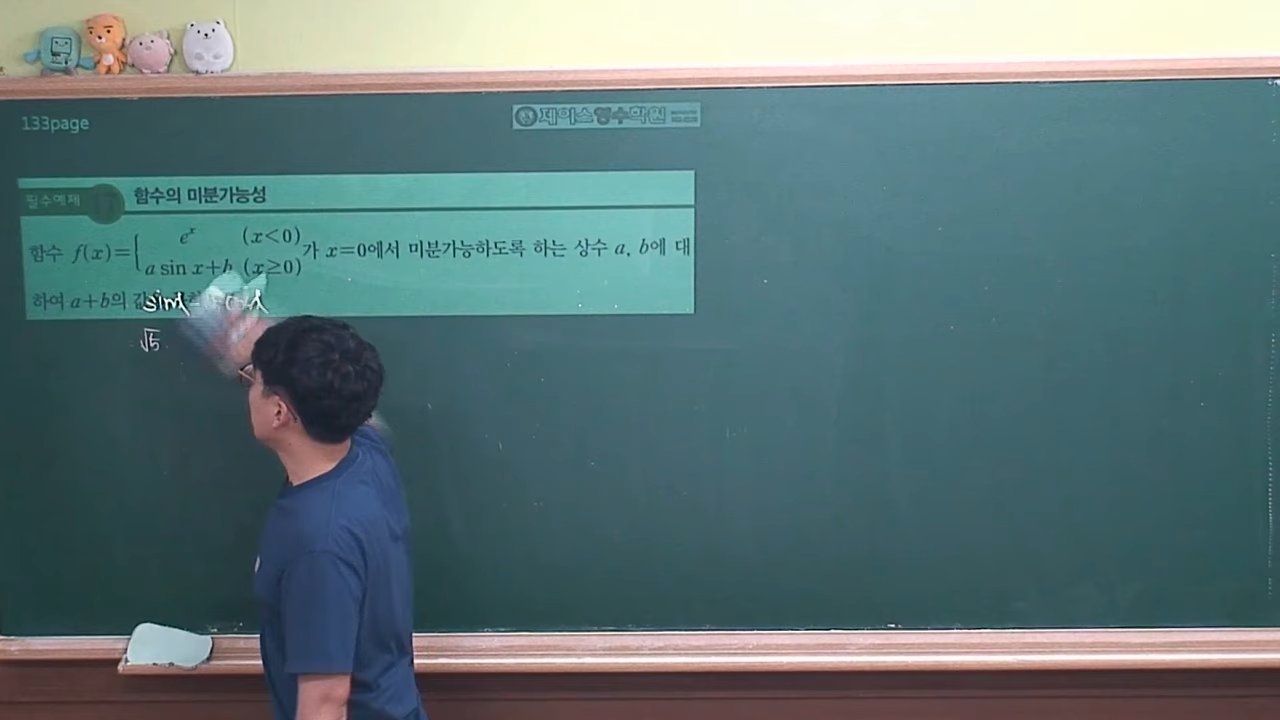 133page
제이스영수학원
필수예제
함수의 미분가능성
함수 f(x)={ e^x (x<0)
a sin x+b (x≥0) 가 x=0에서 미분가능하도록 하는 상수 a, b에 대
하여 a+b의 값
sin
√5